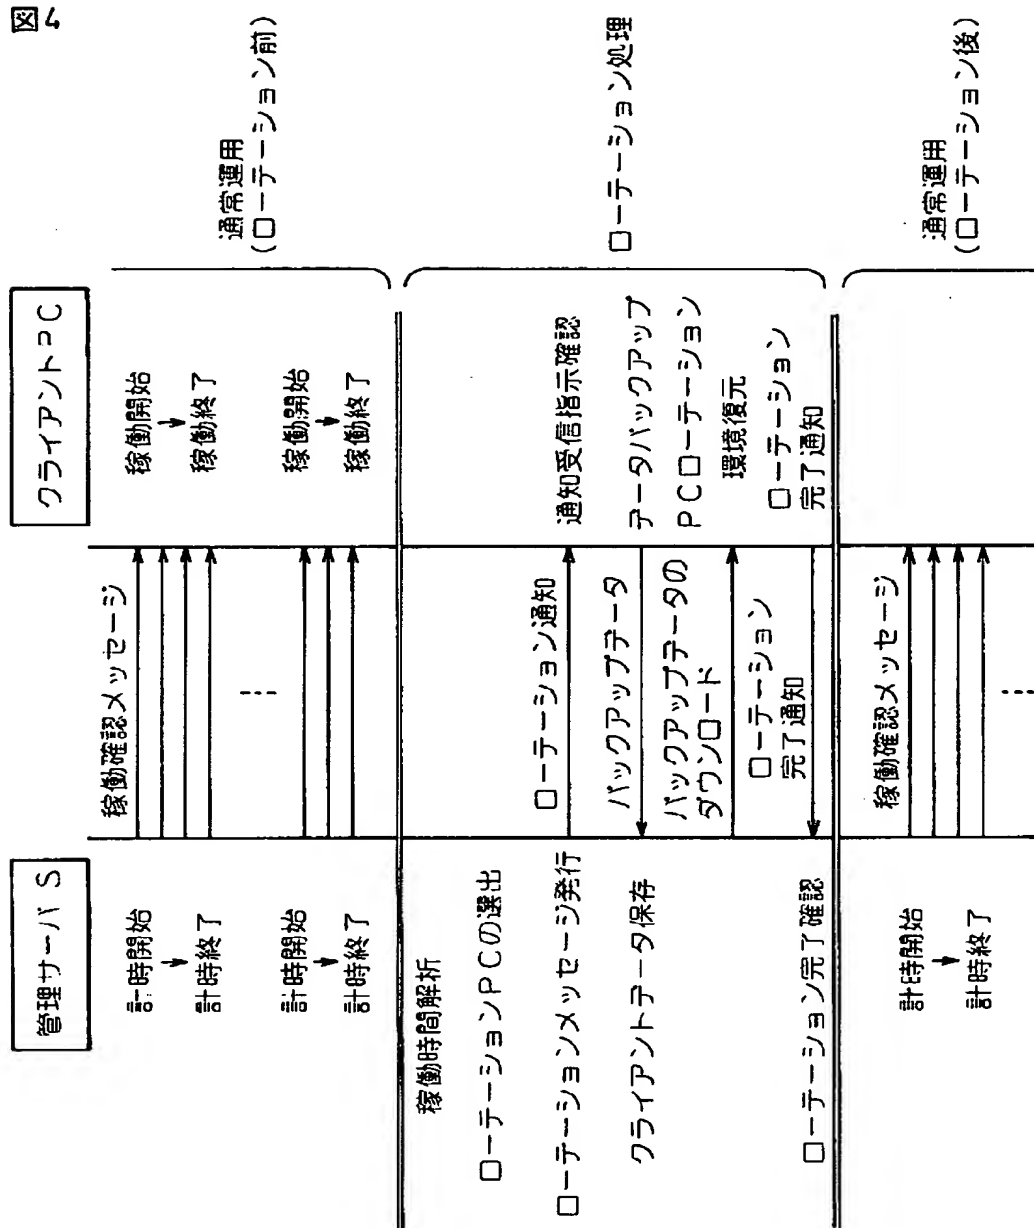 図4
管理サーバS
クライアントPC
計時開始
計時終了
稼働確認メッセージ
稼働開始
稼働終了
通常運用
(ローテーション前)
計時開始
計時終了
稼働開始
稼働終了
稼働時間解析
ローテーションPCの選出
ローテーションメッセージ発行
ローテーション通知
通知受信指示確認
ローテーション処理
クライアントデータ保存
バックアップデータ
データバックアップ
PCローテーション
バックアップデータの
ダウンロード
環境復元
ローテーション完了確認
ローテーション
完了通知
ローテーション
完了通知
計時開始
計時終了
稼働確認メッセージ
通常運用
(ローテーション後)